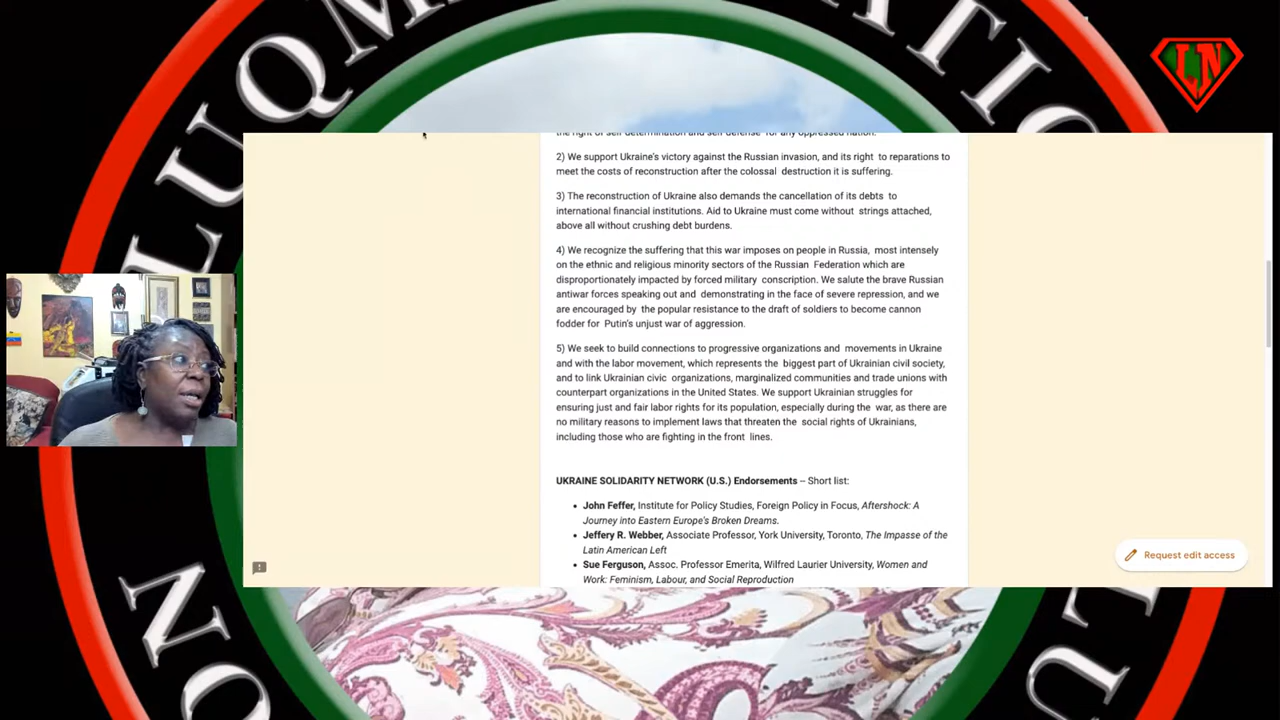 LN
the right of self-determination and self-defense for any oppressed nation.
2) We support Ukraine's victory against the Russian invasion, and its right to reparations to
meet the costs of reconstruction after the colossal destruction it is suffering.
3) The reconstruction of Ukraine also demands the cancellation of its debts to
international financial institutions. Aid to Ukraine must come without strings attached,
above all without crushing debt burdens.
4) We recognize the suffering that this war imposes on people in Russia, most intensely
on the ethnic and religious minority sectors of the Russian Federation which are
disproportionately impacted by forced military conscription. We salute the brave Russian
antiwar forces speaking out and demonstrating in the face of severe repression, and we
are encouraged by the popular resistance to the draft of soldiers to become cannon
fodder for Putin's unjust war of aggression.
5) We seek to build connections to progressive organizations and movements in Ukraine
and with the labor movement, which represents the biggest part of Ukrainian civil society,
and to link Ukrainian civic organizations, marginalized communities and trade unions with
counterpart organizations in the United States. We support Ukrainian struggles for
ensuring just and fair labor rights for its population, especially during the war, as there are
no military reasons to implement laws that threaten the social rights of Ukrainians,
including those who are fighting in the front lines.
UKRAINE SOLIDARITY NETWORK (U.S.) Endorsements -- Short list:
• John Feffer, Institute for Policy Studies, Foreign Policy in Focus, Aftershock: A
Journey into Eastern Europe's Broken Dreams.
• Jeffery R. Webber, Associate Professor, York University, Toronto, The Impasse of the
Latin American Left
• Sue Ferguson, Assoc. Professor Emerita, Wilfred Laurier University, Women and
Work: Feminism, Labour, and Social Reproduction
Request edit access